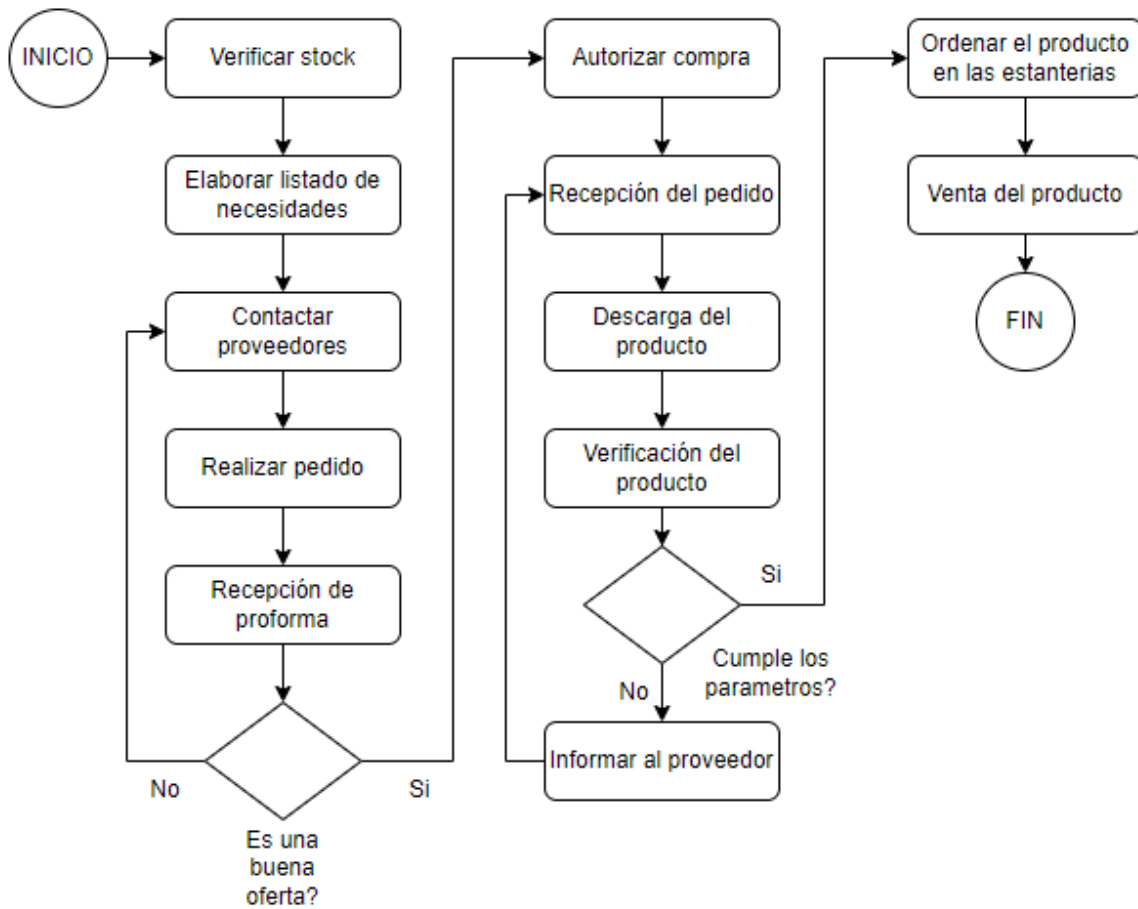 INICIO
Verificar stock
Elaborar listado de
necesidades
Contactar
proveedores
Realizar pedido
Recepción de
proforma
No
Si
Es una
buena
oferta?
Autorizar compra
Recepción del pedido
Descarga del
producto
Verificación del
producto
Si
Cumple los
parametros?
No
Informar al proveedor
Ordenar el producto
en las estanterias
Venta del producto
FIN